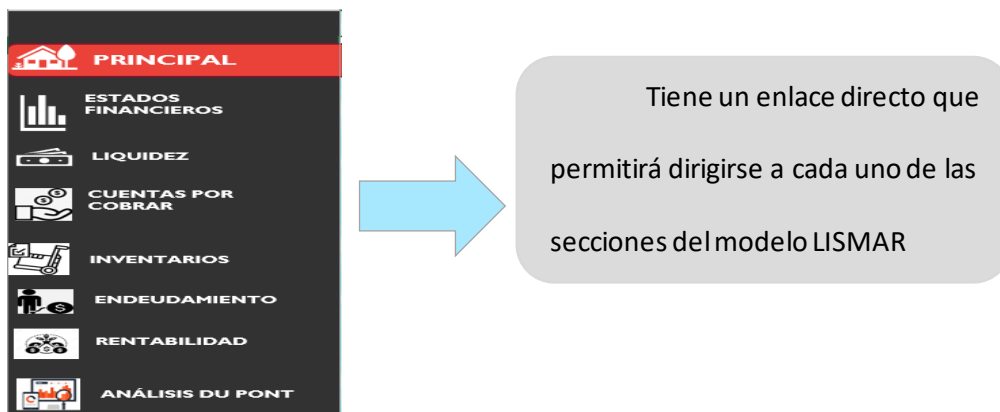 PRINCIPAL
ESTADOS
FINANCIEROS
LIQUIDEZ
CUENTAS POR
COBRAR
INVENTARIOS
ENDEUDAMIENTO
RENTABILIDAD
ANÁLISIS DU PONT
Tiene un enlace directo que
permitirá dirigirse a cada uno de las
secciones del modelo LISMAR